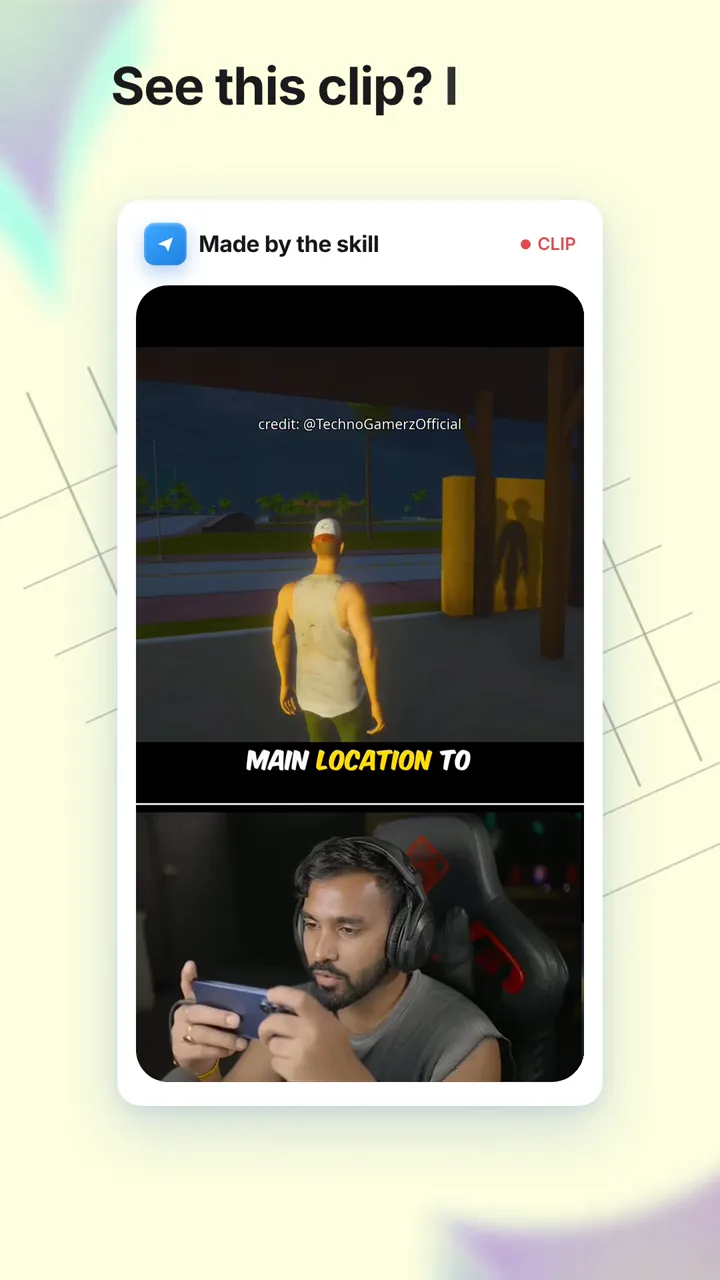 See this clip? I
Made by the skill
CLIP
credit: @TechnoGamerzOfficial
MAIN LOCATION TO